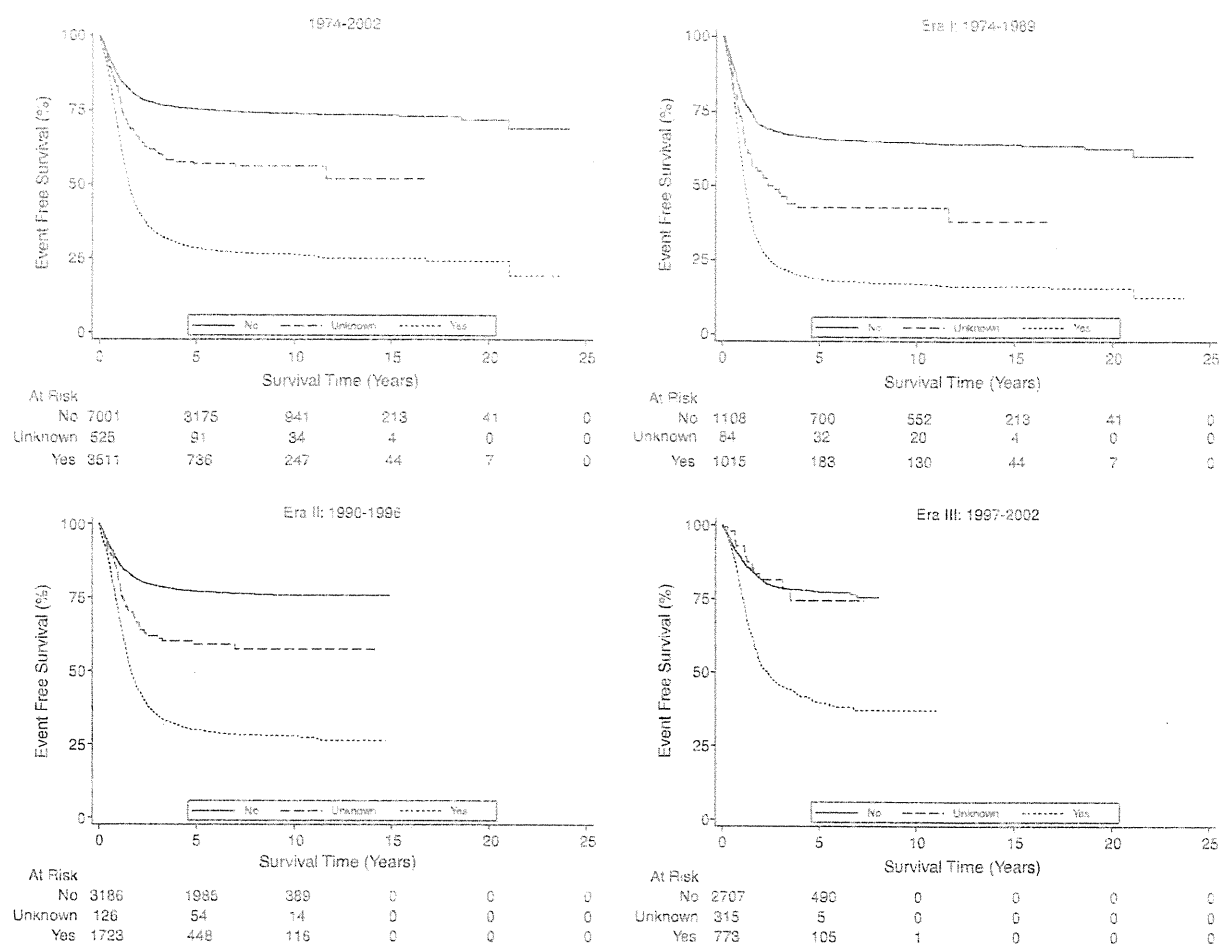 1974-2002
Event Free Survival (%)
100
75
50
25
0
No Unknown Yes
0 5 10 15 20 25
Survival Time (Years)
At Risk
No 7001 3175 941 213 41 0
Unknown 525 91 34 4 0 0
Yes 3511 736 247 44 7 0
Era I: 1974-1989
Event Free Survival (%)
100
75
50
25
0
No Unknown Yes
0 5 10 15 20 25
Survival Time (Years)
At Risk
No 1108 700 552 213 41 0
Unknown 84 32 20 4 0 0
Yes 1015 183 130 44 7 0
Era II: 1990-1996
Event Free Survival (%)
100
75
50
25
0
No Unknown Yes
0 5 10 15 20 25
Survival Time (Years)
At Risk
No 3186 1985 389 0 0 0
Unknown 126 54 14 0 0 0
Yes 1723 448 116 0 0 0
Era III: 1997-2002
Event Free Survival (%)
100
75
50
25
0
No Unknown Yes
0 5 10 15 20 25
Survival Time (Years)
At Risk
No 2707 490 0 0 0 0
Unknown 315 5 0 0 0 0
Yes 773 105 1 0 0 0